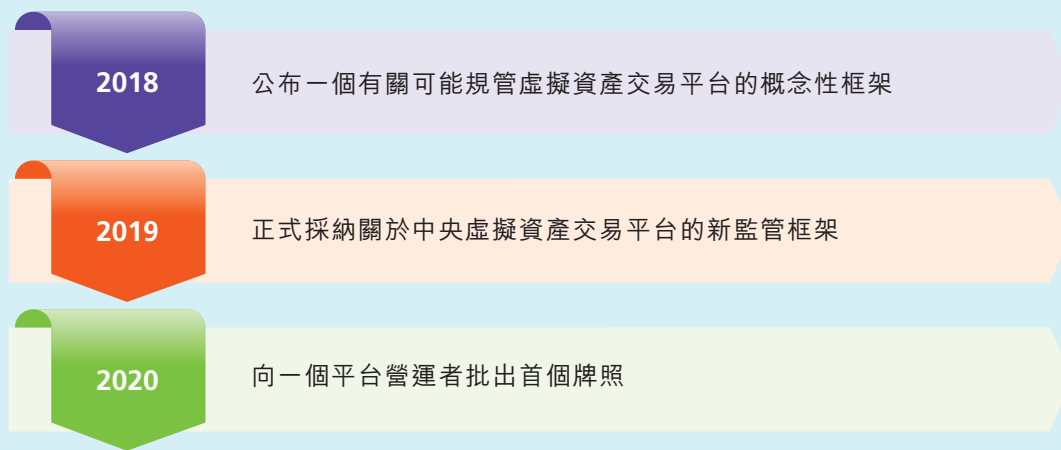 2018
公布一個有關可能規管虛擬資產交易平台的概念性框架
2019
正式採納關於中央虛擬資產交易平台的新監管框架
2020
向一個平台營運者批出首個牌照